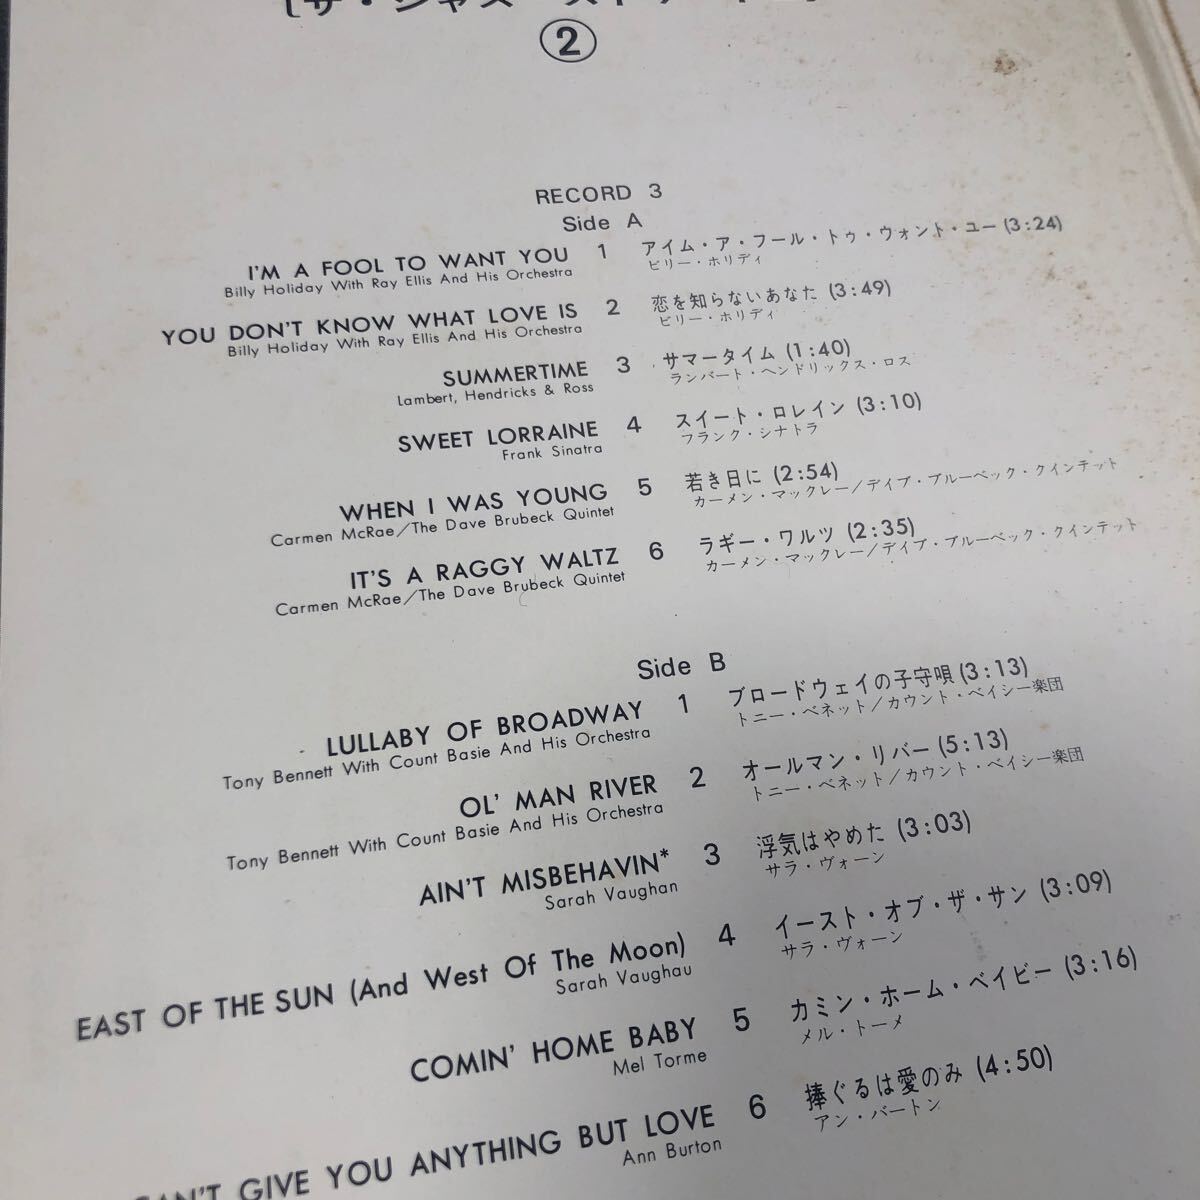 ②
RECORD 3
Side A
I'M A FOOL TO WANT YOU 1 アイム・ア・フール・トゥ・ウォント・ユー (3:24)
Billy Holiday With Ray Ellis And His Orchestra ビリー・ホリディ
YOU DON'T KNOW WHAT LOVE IS 2 恋を知らないあなた (3:49)
Billy Holiday With Ray Ellis And His Orchestra ビリー・ホリディ
SUMMERTIME 3 サマータイム (1:40)
Lambert, Hendricks & Ross ランバート・ヘンドリックス・ロス
SWEET LORRAINE 4 スイート・ロレイン (3:10)
Frank Sinatra フランク・シナトラ
WHEN I WAS YOUNG 5 若き日に (2:54)
Carmen McRae/The Dave Brubeck Quintet カーメン・マックレー/デイブ・ブルーベック・クインテット
IT'S A RAGGY WALTZ 6 ラギー・ワルツ (2:35)
Carmen McRae/The Dave Brubeck Quintet カーメン・マックレー/デイブ・ブルーベック・クインテット
Side B
LULLABY OF BROADWAY 1 ブロードウェイの子守唄 (3:13)
Tony Bennett With Count Basie And His Orchestra トニー・ベネット/カウント・ベイシー楽団
OL' MAN RIVER 2 オールマン・リバー (5:13)
Tony Bennett With Count Basie And His Orchestra トニー・ベネット/カウント・ベイシー楽団
AIN'T MISBEHAVIN* 3 浮気はやめた (3:03)
Sarah Vaughan サラ・ヴォーン
EAST OF THE SUN (And West Of The Moon) 4 イースト・オブ・ザ・サン (3:09)
Sarah Vaughau サラ・ヴォーン
COMIN' HOME BABY 5 カミン・ホーム・ベイビー (3:16)
Mel Torme メル・トーメ
CAN'T GIVE YOU ANYTHING BUT LOVE 6 捧ぐるは愛のみ (4:50)
Ann Burton アン・バートン